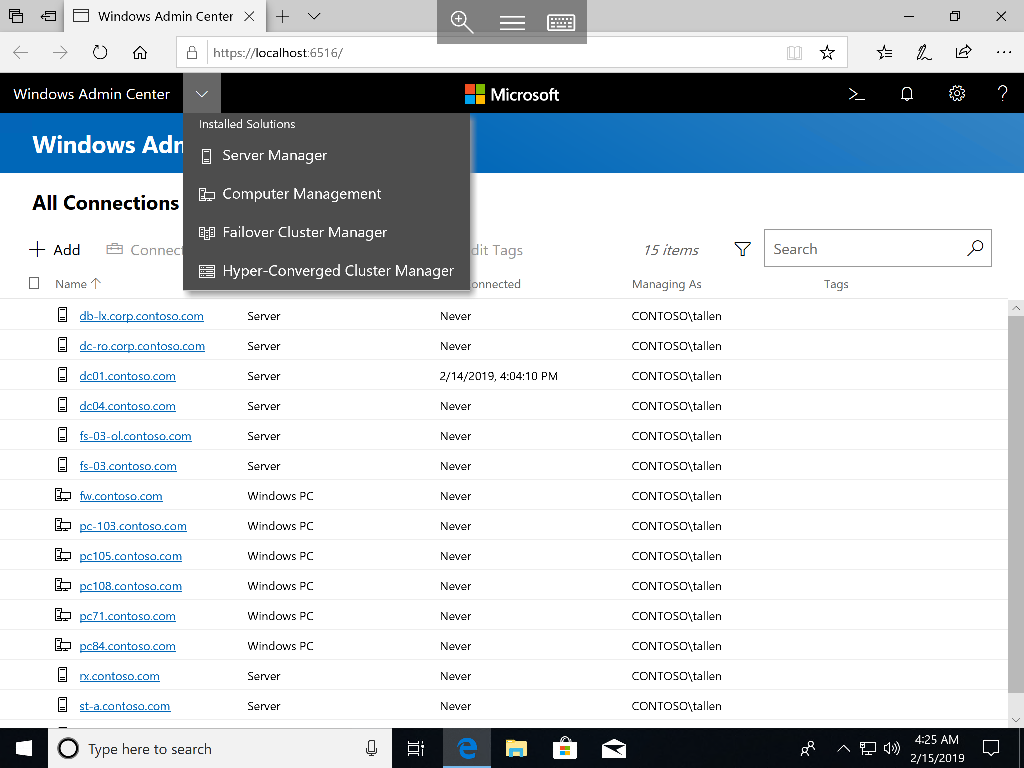 Windows Admin Center
https://localhost:6516/
Windows Admin Center
Microsoft
Installed Solutions
Windows Adm
Server Manager
Computer Management
All Connections
Failover Cluster Manager
Add
Connect
dit Tags
15 items
Search
Hyper-Converged Cluster Manager
Name
onnected
Managing As
Tags
db-lx.corp.contoso.com Server Never CONTOSO\tallen
dc-ro.corp.contoso.com Server Never CONTOSO\tallen
dc01.contoso.com Server 2/14/2019, 4:04:10 PM CONTOSO\tallen
dc04.contoso.com Server Never CONTOSO\tallen
fs-03-ol.contoso.com Server Never CONTOSO\tallen
fs-03.contoso.com Server Never CONTOSO\tallen
fw.contoso.com Windows PC Never CONTOSO\tallen
pc-103.contoso.com Windows PC Never CONTOSO\tallen
pc105.contoso.com Windows PC Never CONTOSO\tallen
pc108.contoso.com Windows PC Never CONTOSO\tallen
pc71.contoso.com Windows PC Never CONTOSO\tallen
pc84.contoso.com Windows PC Never CONTOSO\tallen
rx.contoso.com Server Never CONTOSO\tallen
st-a.contoso.com Server Never CONTOSO\tallen
Type here to search
4:25 AM
2/15/2019